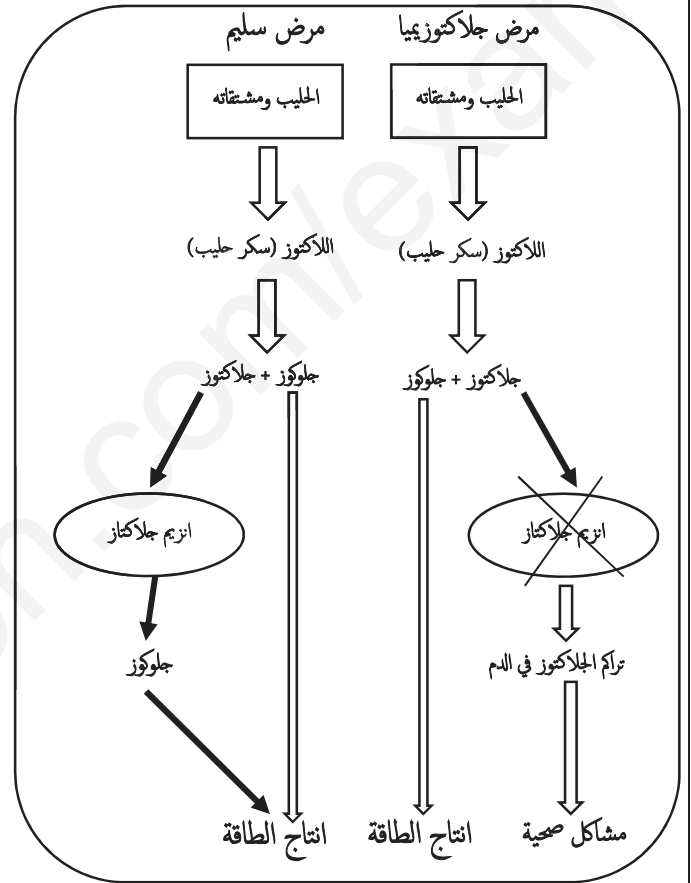 مرض جلاكتوزيميا
مرض سليم
الحليب ومشتقاته
الحليب ومشتقاته
اللاكتوز (سكر حليب)
اللاكتوز (سكر حليب)
جلاكتوز + جلوكوز
جلوكوز + جلاكتوز
انزيم جلاكتاز
انزيم جلاكتاز
تراكم الجلاكتوز في الدم
جلوكوز
مشاكل صحية
انتاج الطاقة
انتاج الطاقة